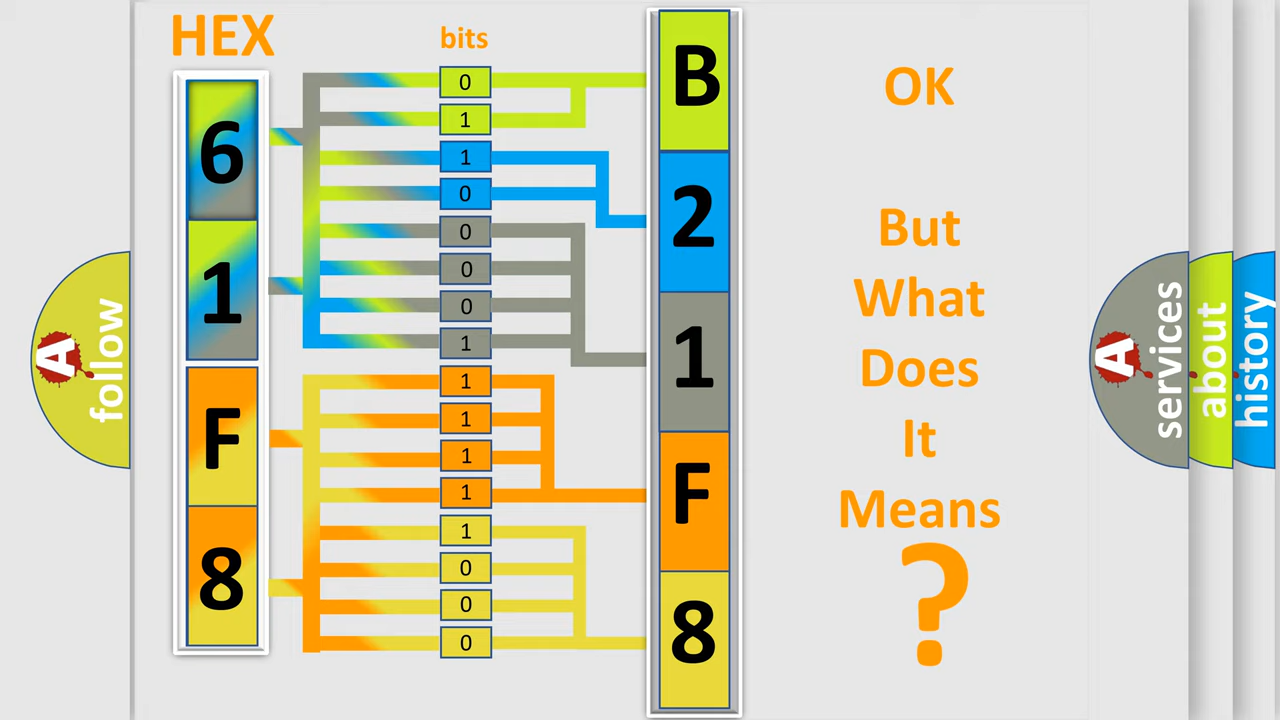 HEX
6
1
F
8
bits
0
1
1
0
0
0
0
1
1
1
1
1
1
0
0
0
B
2
1
F
8
OK
But
What
Does
It
Means
?
A
follow
A
services
about
history